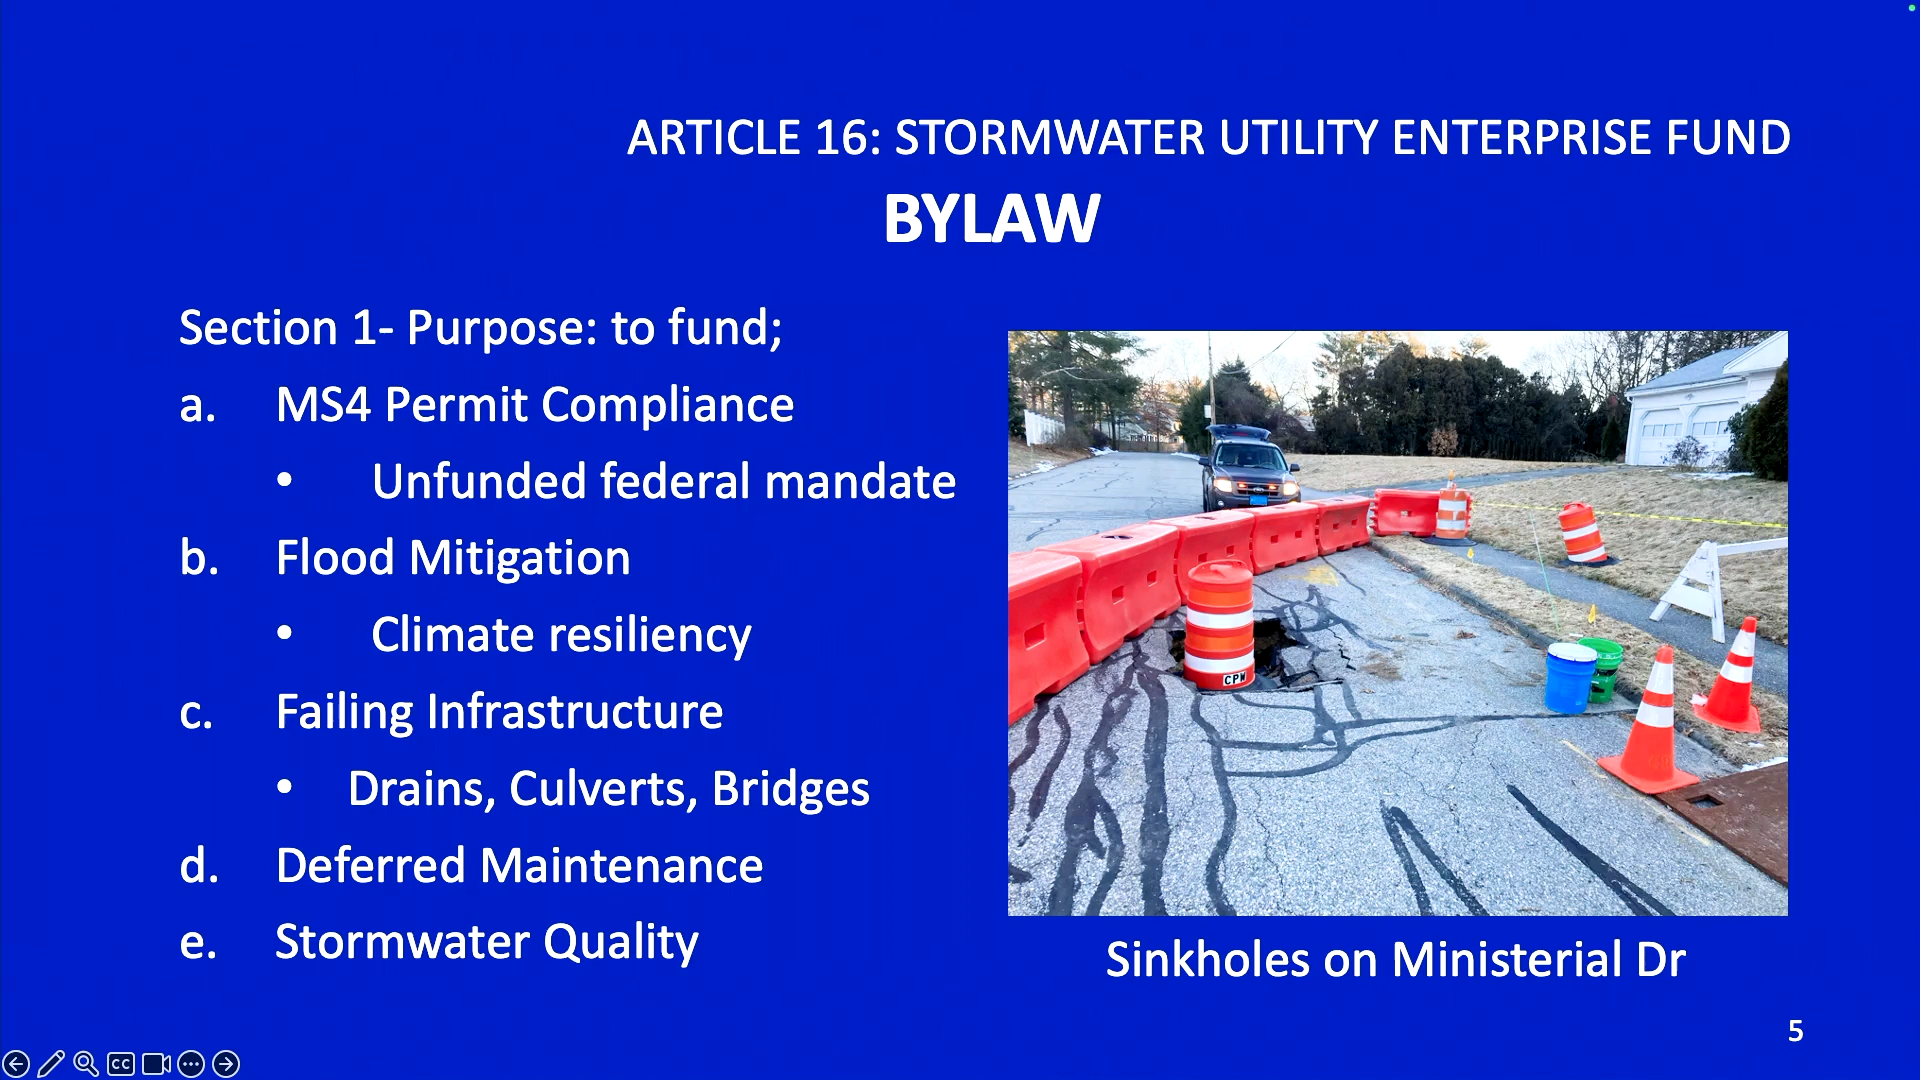 ARTICLE 16: STORMWATER UTILITY ENTERPRISE FUND
BYLAW
Section 1- Purpose: to fund;
a. MS4 Permit Compliance
• Unfunded federal mandate
b. Flood Mitigation
• Climate resiliency
c. Failing Infrastructure
• Drains, Culverts, Bridges
d. Deferred Maintenance
e. Stormwater Quality
CPW
Sinkholes on Ministerial Dr
5
CC